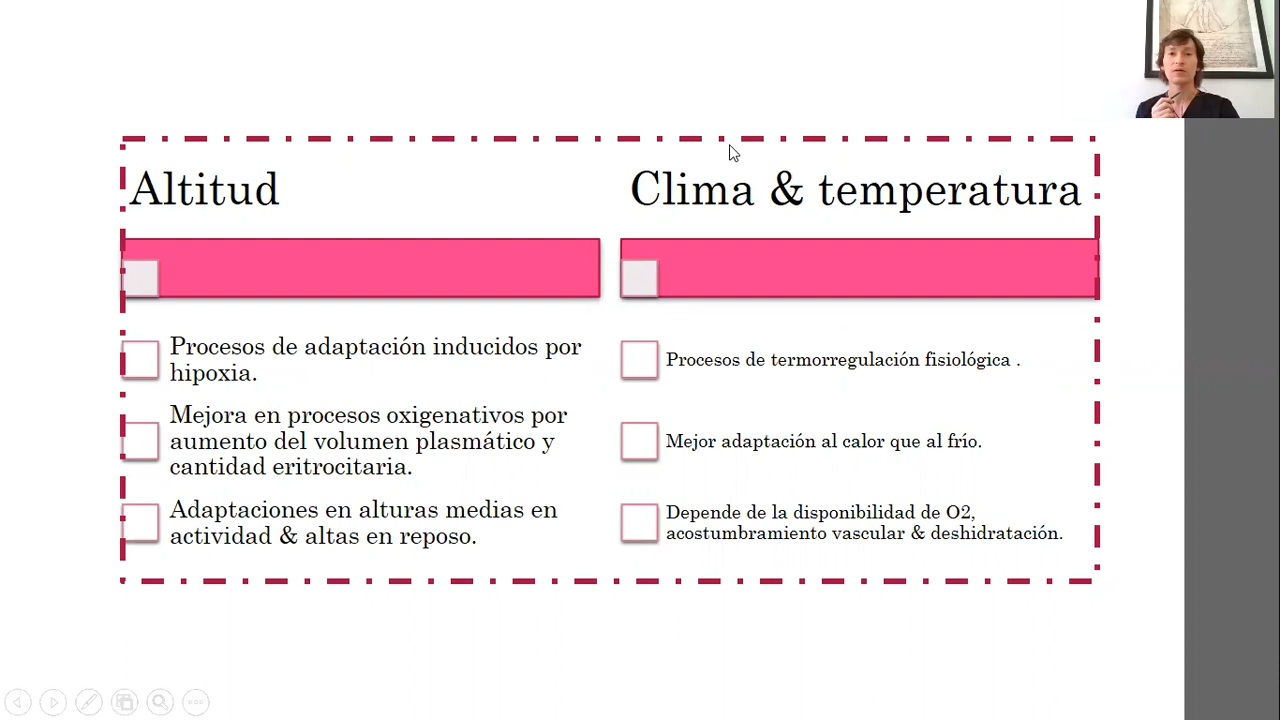 Altitud
Procesos de adaptación inducidos por
hipoxia.
Mejora en procesos oxigenativos por
aumento del volumen plasmático y
cantidad eritrocitaria.
Adaptaciones en alturas medias en
actividad & altas en reposo.
Clima & temperatura
Procesos de termorregulación fisiológica .
Mejor adaptación al calor que al frío.
Depende de la disponibilidad de O2,
acostumbramiento vascular & deshidratación.